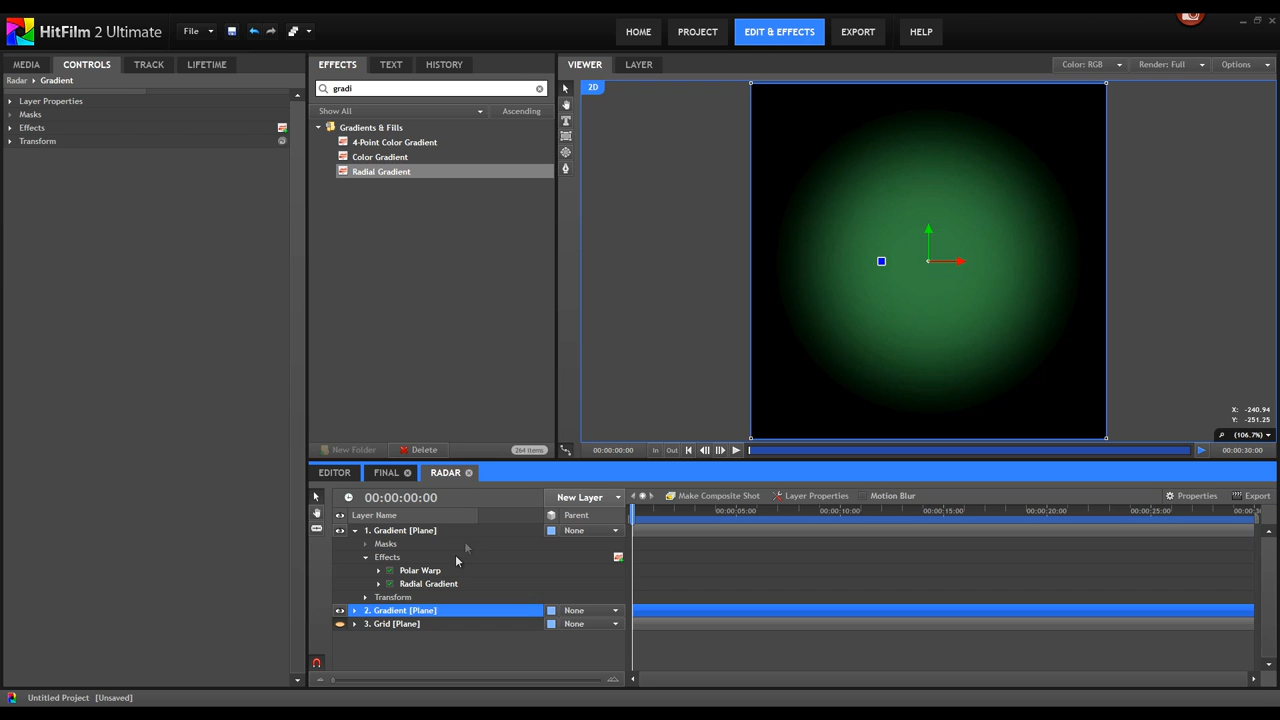 HitFilm 2 Ultimate
File
HOME
PROJECT
EDIT & EFFECTS
EXPORT
HELP
MEDIA
CONTROLS
TRACK
LIFETIME
Radar
Gradient
Layer Properties
Masks
Effects
Transform
EFFECTS
TEXT
HISTORY
gradi
Show All
Ascending
Gradients & Fills
4-Point Color Gradient
Color Gradient
Radial Gradient
New Folder
Delete
264 items
VIEWER
LAYER
Color: RGB
Render: Full
Options
2D
X: -240.94
Y: -251.25
(106.7%)
00:00:00:00
In
Out
00:00:30:00
EDITOR
FINAL
RADAR
00:00:00:00
New Layer
Make Composite Shot
Layer Properties
Motion Blur
Properties
Export
Layer Name
Parent
00:00:05:00
00:00:10:00
00:00:15:00
00:00:20:00
00:00:25:00
1. Gradient [Plane]
None
Masks
Effects
Polar Warp
Radial Gradient
Transform
2. Gradient [Plane]
None
3. Grid [Plane]
None
Untitled Project
[Unsaved]